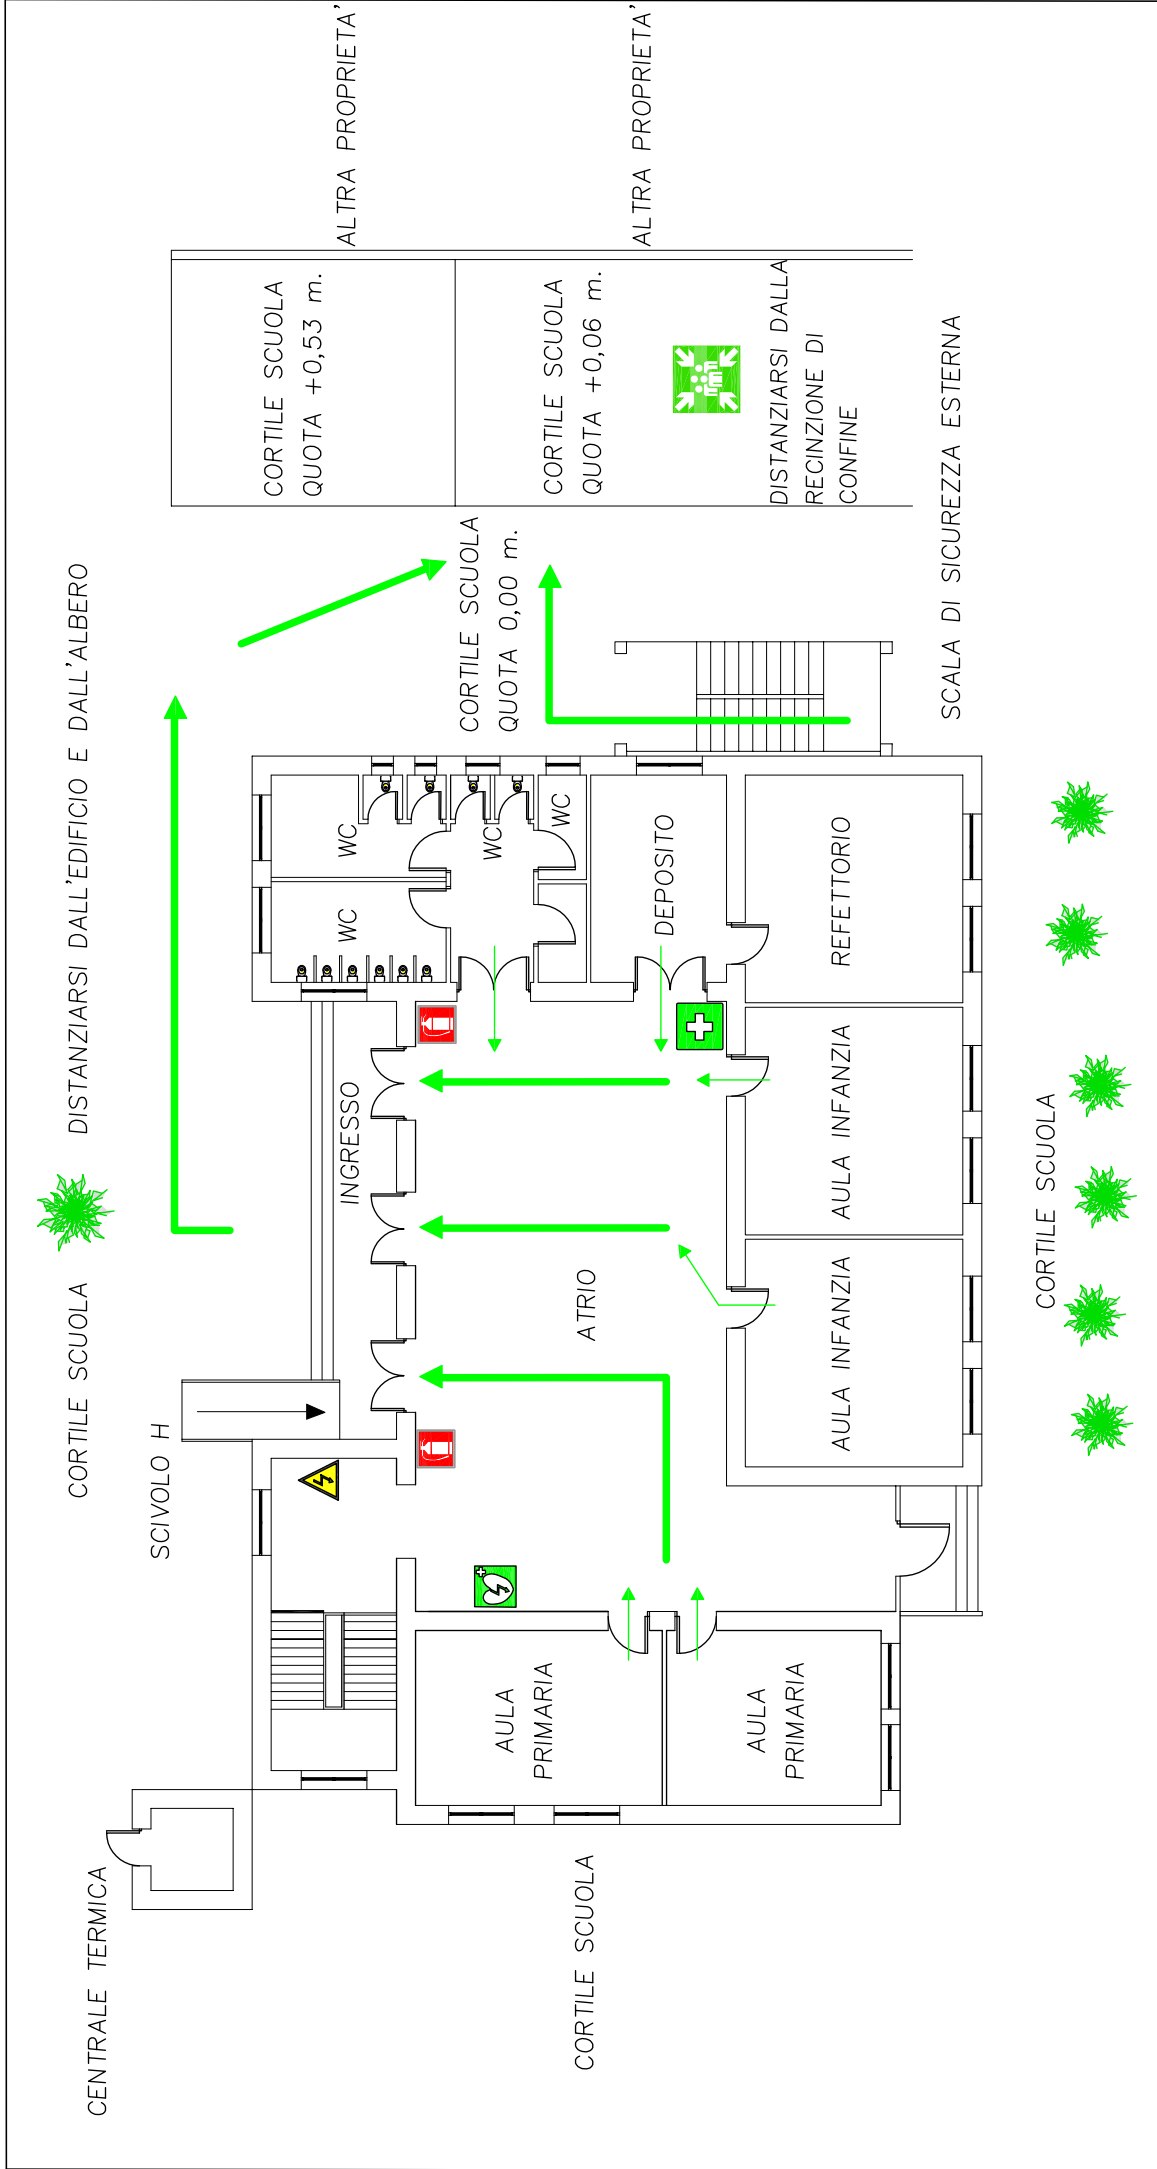 CENTRALE TERMICA
CORTILE SCUOLA
DISTANZIARSI DALL'EDIFICIO E DALL'ALBERO
SCIVOLO H
INGRESSO
WC
WC
WC
WC
CORTILE SCUOLA
QUOTA +0,53 m.
ALTRA PROPRIETA'
CORTILE SCUOLA
QUOTA 0,00 m.
CORTILE SCUOLA
QUOTA +0,06 m.
ALTRA PROPRIETA'
AULA
PRIMARIA
ATRIO
CORTILE SCUOLA
DEPOSITO
DISTANZIARSI DALLA
RECINZIONE DI
CONFINE
AULA
PRIMARIA
AULA INFANZIA
AULA INFANZIA
REFETTORIO
SCALA DI SICUREZZA ESTERNA
CORTILE SCUOLA